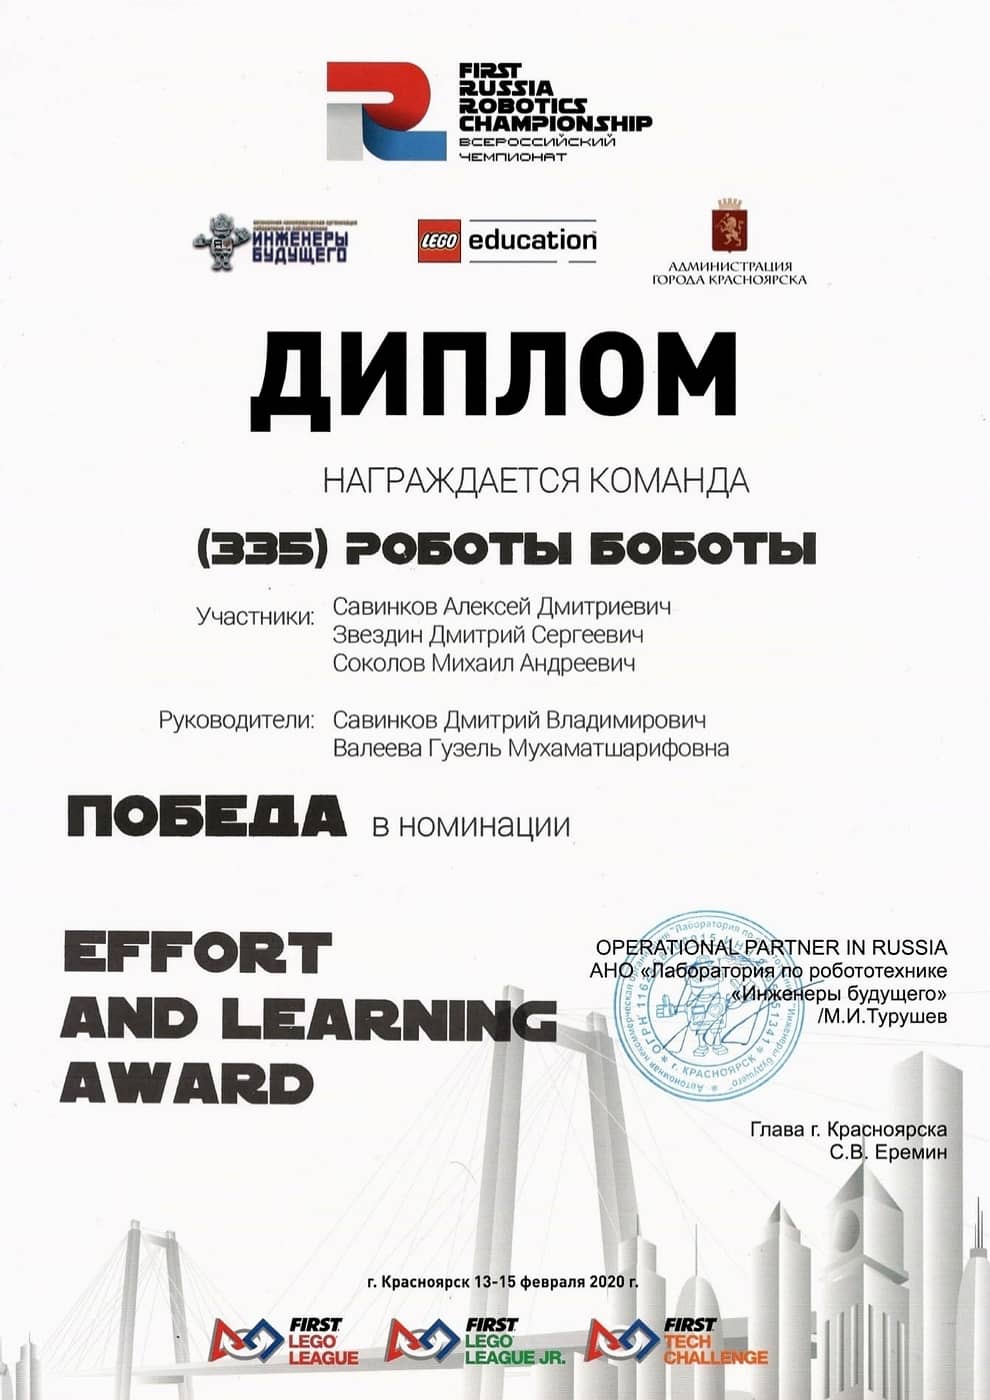 FIRST
RUSSIA
ROBOTICS
CHAMPIONSHIP
ВСЕРОССИЙСКИЙ
ЧЕМПИОНАТ
ИНЖЕНЕРЫ
БУДУЩЕГО
LEGO education
АДМИНИСТРАЦИЯ
ГОРОДА КРАСНОЯРСКА
ДИПЛОМ
НАГРАЖДАЕТСЯ КОМАНДА
(335) РОБОТЫ БОБОТЫ
Участники: Савинков Алексей Дмитриевич
Звездин Дмитрий Сергеевич
Соколов Михаил Андреевич
Руководители: Савинков Дмитрий Владимирович
Валеева Гузель Мухаматшарифовна
ПОБЕДА в номинации
EFFORT
AND LEARNING
AWARD
OPERATIONAL PARTNER IN RUSSIA
АНО «Лаборатория по робототехнике
«Инженеры будущего»
/М.И.Турушев
г. КРАСНОЯРСК
Глава г. Красноярска
С.В. Еремин
г. Красноярск 13-15 февраля 2020 г.
FIRST
LEGO
LEAGUE
FIRST
LEGO
LEAGUE JR.
FIRST
TECH
CHALLENGE